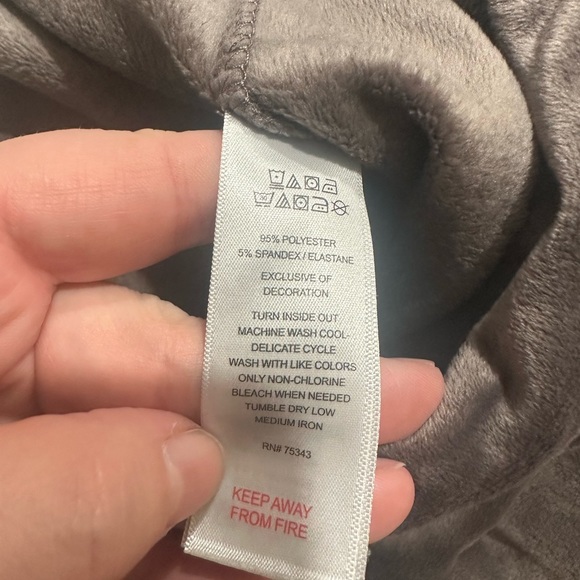 95% POLYESTER
5% SPANDEX / ELASTANE
EXCLUSIVE OF
DECORATION
TURN INSIDE OUT
MACHINE WASH COOL-
DELICATE CYCLE
WASH WITH LIKE COLORS
ONLY NON-CHLORINE
BLEACH WHEN NEEDED
TUMBLE DRY LOW
MEDIUM IRON
RN# 75343
KEEP AWAY
FROM FIRE